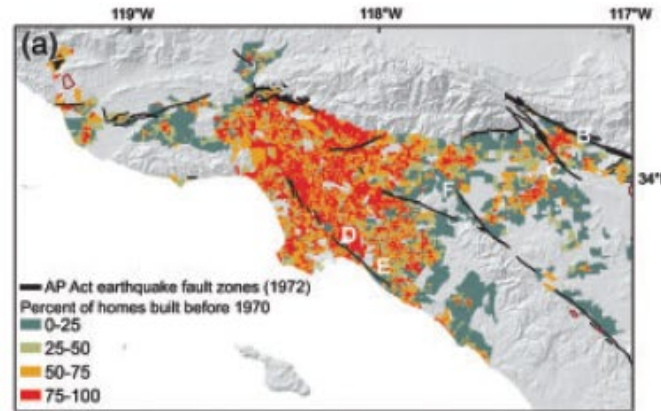 119°W 118°W 117°W
(a)
B
34°
C
F
D
E
AP Act earthquake fault zones (1972)
Percent of homes built before 1970
0-25
25-50
50-75
75-100